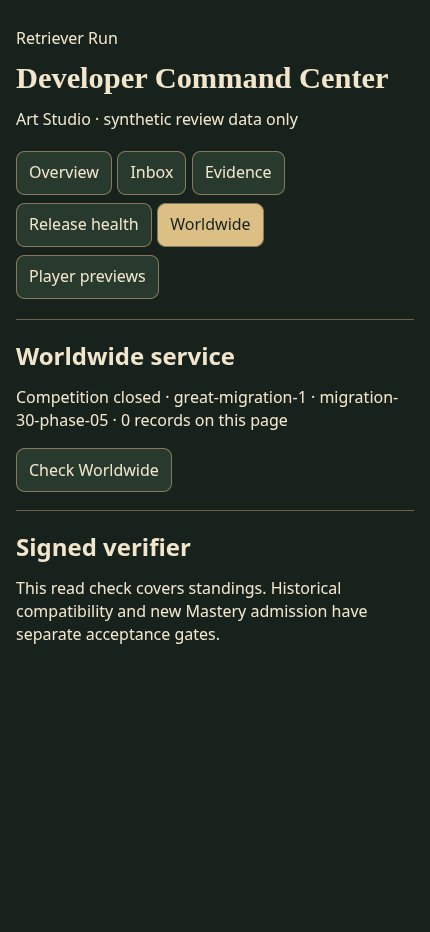 Retriever Run
Developer Command Center
Art Studio · synthetic review data only
Overview
Inbox
Evidence
Release health
Worldwide
Player previews
Worldwide service
Competition closed · great-migration-1 · migration-
30-phase-05 · 0 records on this page
Check Worldwide
Signed verifier
This read check covers standings. Historical
compatibility and new Mastery admission have
separate acceptance gates.